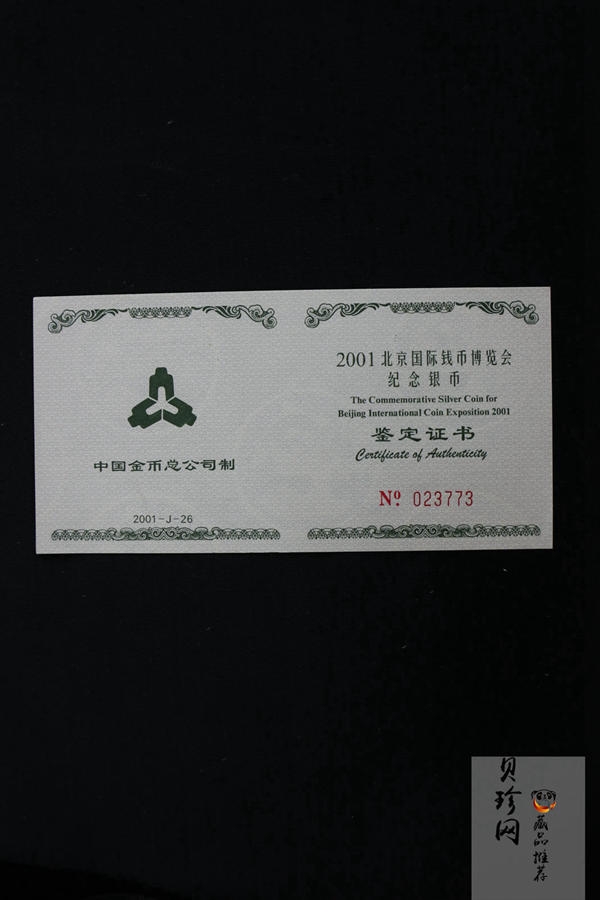 中国金币总公司制
2001-J-26
2001 北京国际钱币博览会
纪念银币
The Commemorative Silver Coin for
Beijing International Coin Exposition 2001
鉴定证书
Certificate of Authenticity
Nº 023773
贝珍网
藏品推荐